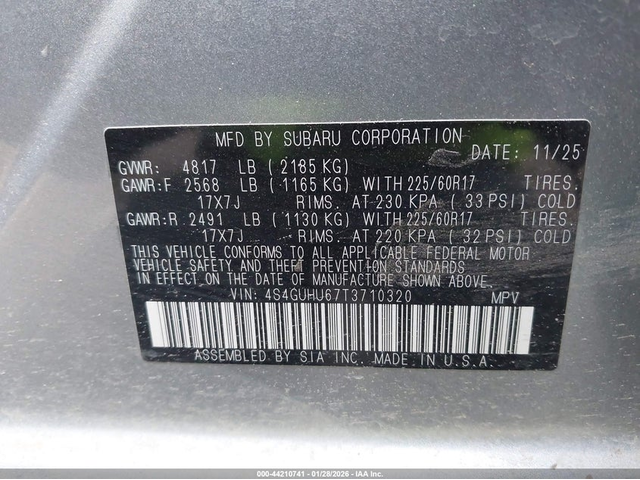 MFD BY SUBARU CORPORATION
DATE: 11/25
GVWR: 4817 LB (2185 KG)
GAWR:F 2568 LB (1165 KG) WITH 225/60R17 TIRES.
17X7J RIMS. AT 230 KPA (33 PSI) COLD
GAWR:R 2491 LB (1130 KG) WITH 225/60R17 TIRES.
17X7J RIMS. AT 220 KPA (32 PSI) COLD
THIS VEHICLE CONFORMS TO ALL APPLICABLE FEDERAL MOTOR
VEHICLE SAFETY AND THEFT PREVENTION STANDARDS
IN EFFECT ON THE DATE OF MANUFACTURE SHOWN ABOVE.
VIN: 4S4GUHU67T3710320 MPV
ASSEMBLED BY SIA INC. MADE IN U.S.A.
000-44210741 - 01/28/2026 - IAA Inc.